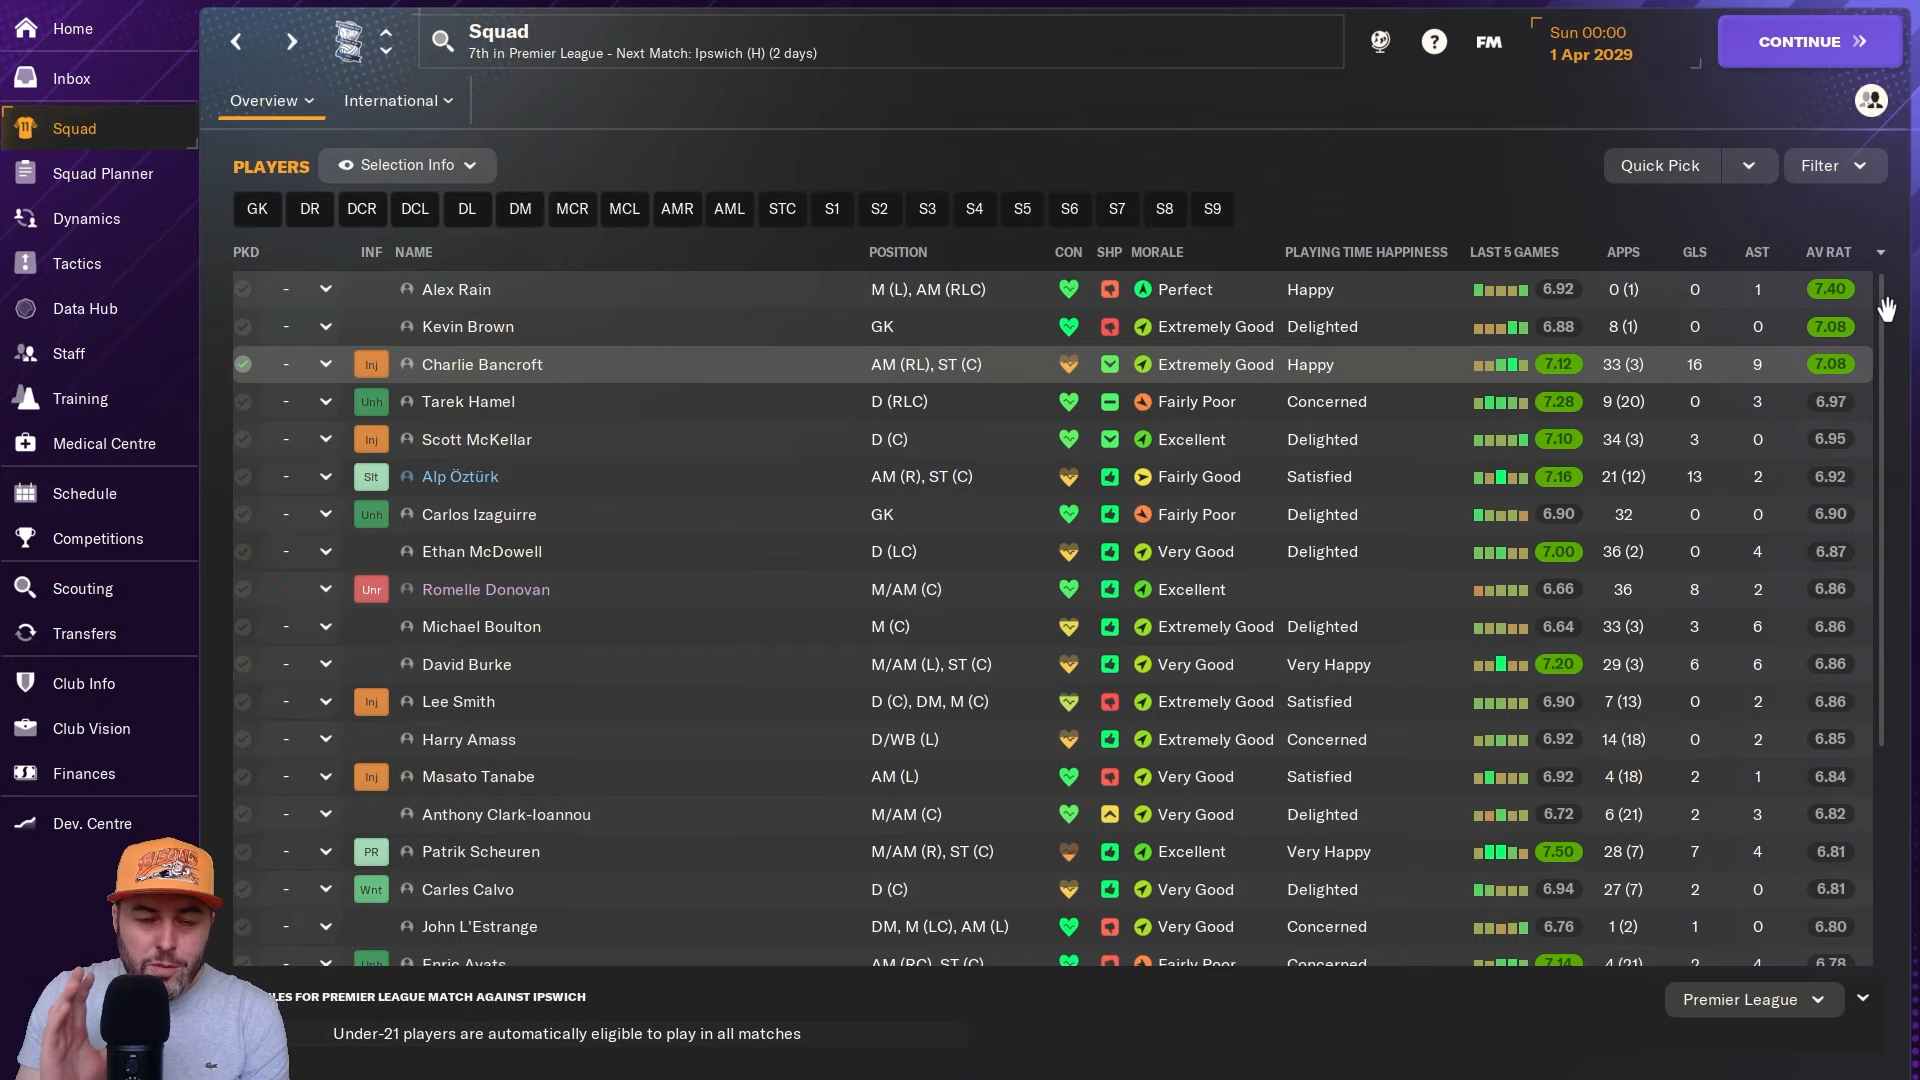 Home
Inbox
Squad
Squad Planner
Dynamics
Tactics
Data Hub
Staff
Training
Medical Centre
Schedule
Competitions
Scouting
Transfers
Club Info
Club Vision
Finances
Dev. Centre
Squad
7th in Premier League - Next Match: Ipswich (H) (2 days)
? FM
Sun 00:00
1 Apr 2029
CONTINUE
Overview International
PLAYERS Selection Info Quick Pick Filter
GK DR DCR DCL DL DM MCR MCL AMR AML STC S1 S2 S3 S4 S5 S6 S7 S8 S9
PKD INF NAME POSITION CON SHP MORALE PLAYING TIME HAPPINESS LAST 5 GAMES APPS GLS AST AV RAT
- Alex Rain M (L), AM (RLC) Perfect Happy 6.92 0 (1) 0 1 7.40
- Kevin Brown GK Extremely Good Delighted 6.88 8 (1) 0 0 7.08
- Inj Charlie Bancroft AM (RL), ST (C) Extremely Good Happy 7.12 33 (3) 16 9 7.08
- Unh Tarek Hamel D (RLC) Fairly Poor Concerned 7.28 9 (20) 0 3 6.97
- Inj Scott McKellar D (C) Excellent Delighted 7.10 34 (3) 3 0 6.95
- Slt Alp Öztürk AM (R), ST (C) Fairly Good Satisfied 7.16 21 (12) 13 2 6.92
- Unh Carlos Izaguirre GK Fairly Poor Delighted 6.90 32 0 0 6.90
- Ethan McDowell D (LC) Very Good Delighted 7.00 36 (2) 0 4 6.87
- Unr Romelle Donovan M/AM (C) Excellent 6.66 36 8 2 6.86
- Michael Boulton M (C) Extremely Good Delighted 6.64 33 (3) 3 6 6.86
- David Burke M/AM (L), ST (C) Very Good Very Happy 7.20 29 (3) 6 6 6.86
- Inj Lee Smith D (C), DM, M (C) Extremely Good Satisfied 6.90 7 (13) 0 2 6.86
- Harry Amass D/WB (L) Extremely Good Concerned 6.92 14 (18) 0 2 6.85
- Inj Masato Tanabe AM (L) Very Good Satisfied 6.92 4 (18) 2 1 6.84
- Anthony Clark-Ioannou M/AM (C) Very Good Delighted 6.72 6 (21) 2 3 6.82
- PR Patrik Scheuren M/AM (R), ST (C) Excellent Very Happy 7.50 28 (7) 7 4 6.81
- Wnt Carles Calvo D (C) Very Good Delighted 6.94 27 (7) 2 0 6.81
- John L'Estrange DM, M (LC), AM (L) Very Good Concerned 6.76 1 (2) 1 0 6.80
- Unh Enric Ayats AM (RC), ST (C) Fairly Poor Concerned 7.14 4 (21) 2 4 6.78
FOR PREMIER LEAGUE MATCH AGAINST IPSWICH
Premier League
Under-21 players are automatically eligible to play in all matches